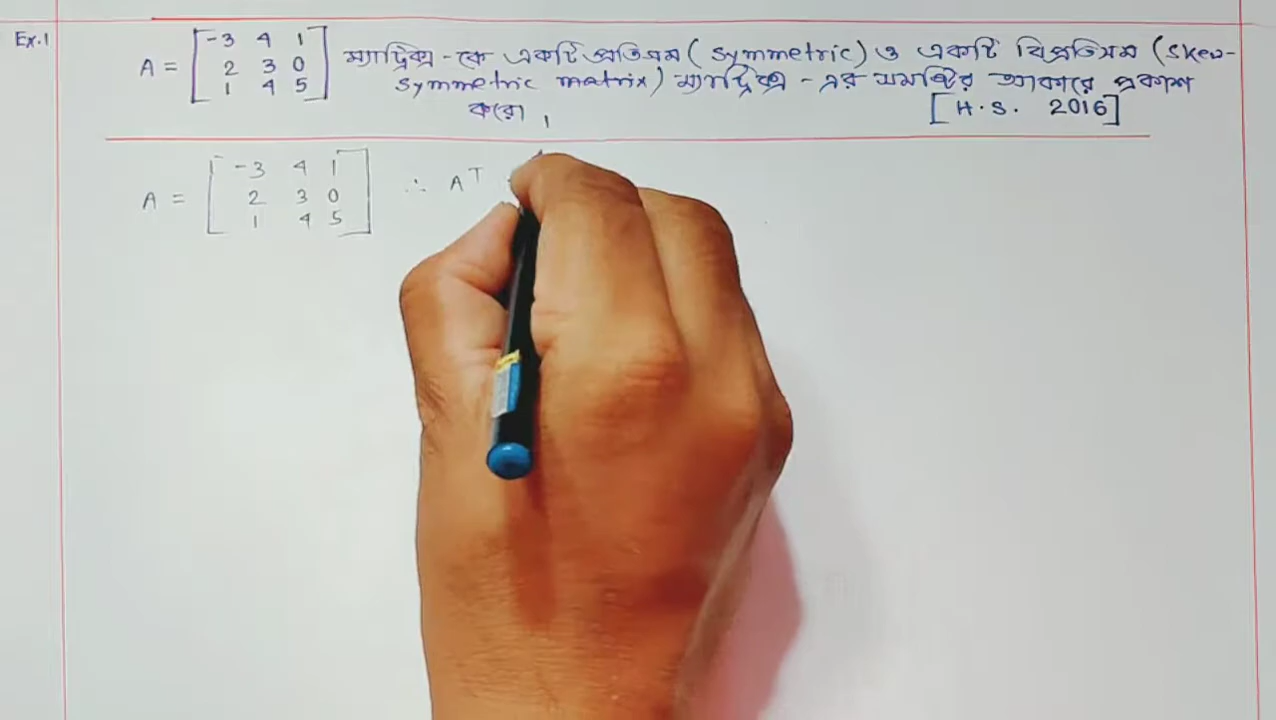 Ex.1
A = [ -3 4 1
2 3 0
1 4 5 ] ম্যাট্রিক্স - কে একটি প্রতিসম ( symmetric ) ও একটি বিপ্রতিসম ( skew-
symmetric matrix ) ম্যাট্রিক্স - এর সমষ্টির আকারে প্রকাশ
করো।
[ H.S. 2016 ]
A = [ -3 4 1
2 3 0
1 4 5 ] ∴ Aᵀ